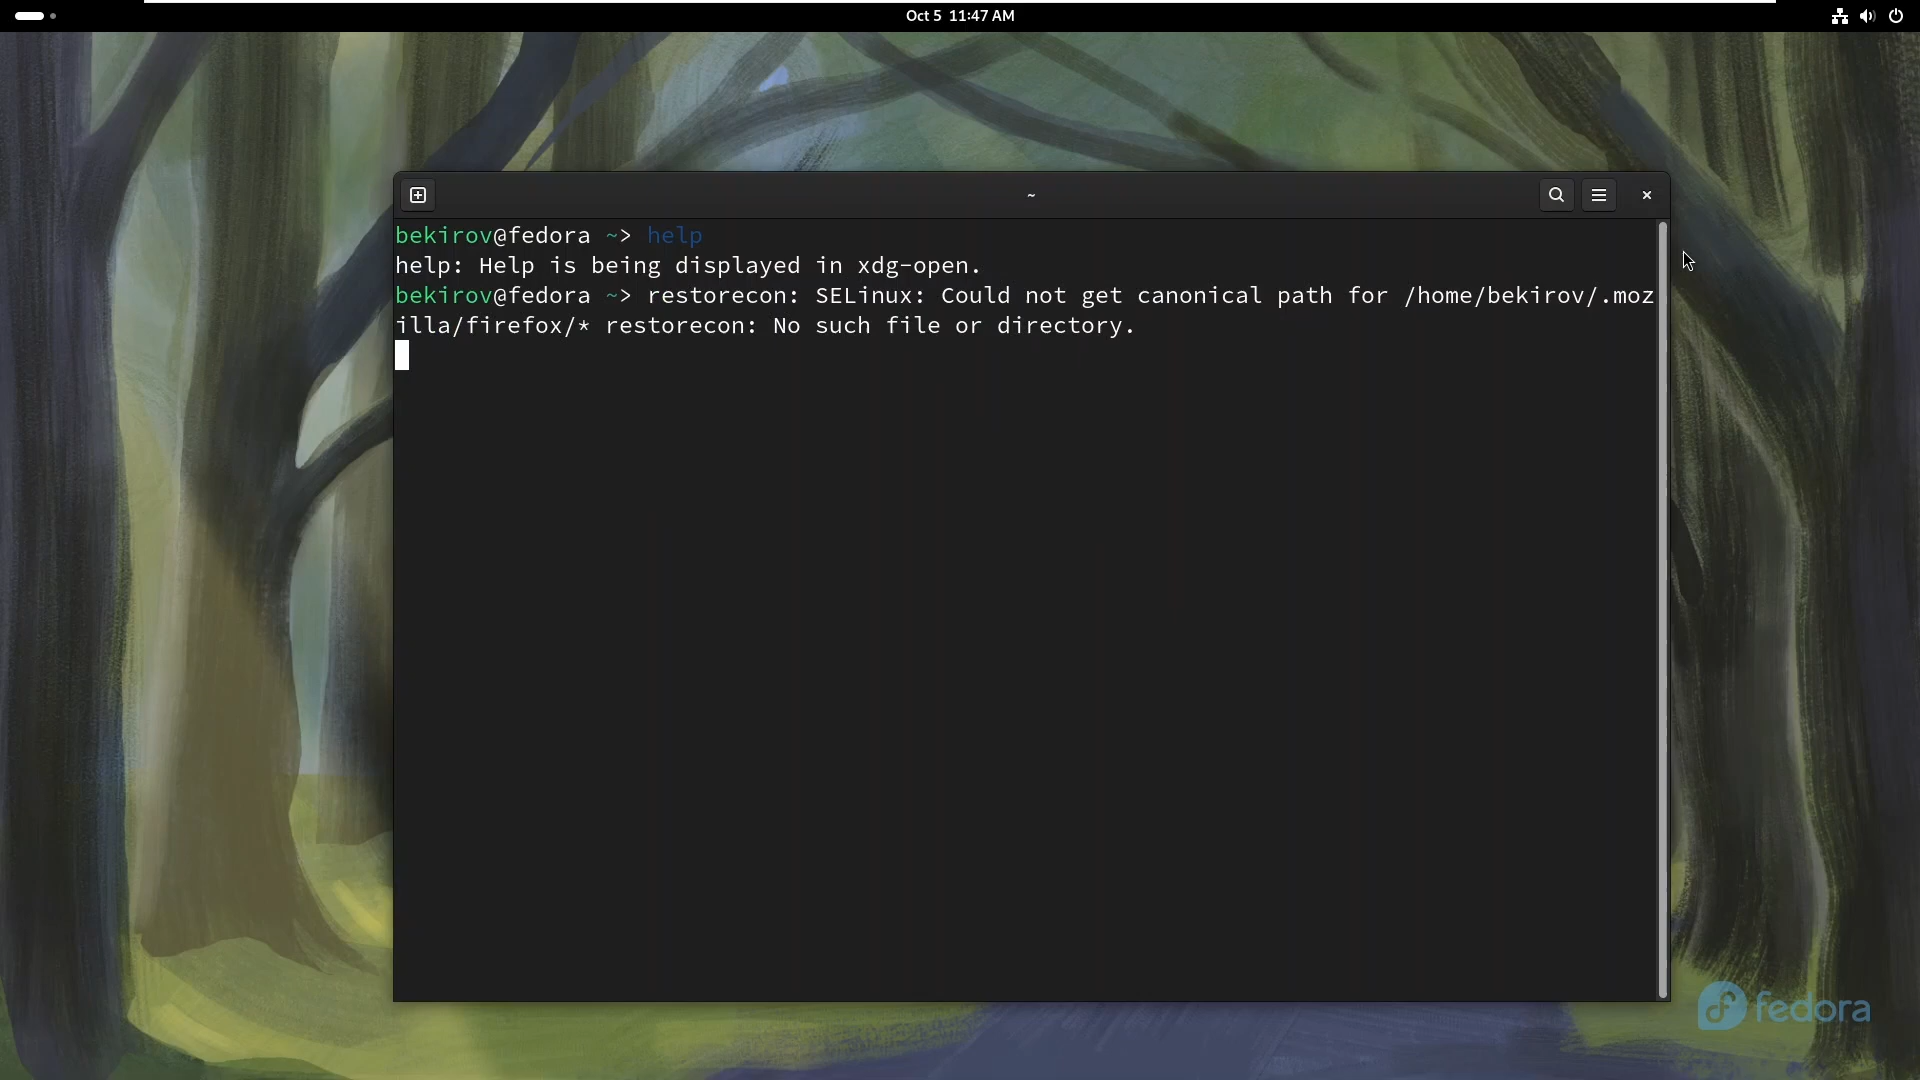 Oct 5 11:47 AM
~
bekirov@fedora ~> help
help: Help is being displayed in xdg-open.
bekirov@fedora ~> restorecon: SELinux: Could not get canonical path for /home/bekirov/.moz
illa/firefox/* restorecon: No such file or directory.
fedora